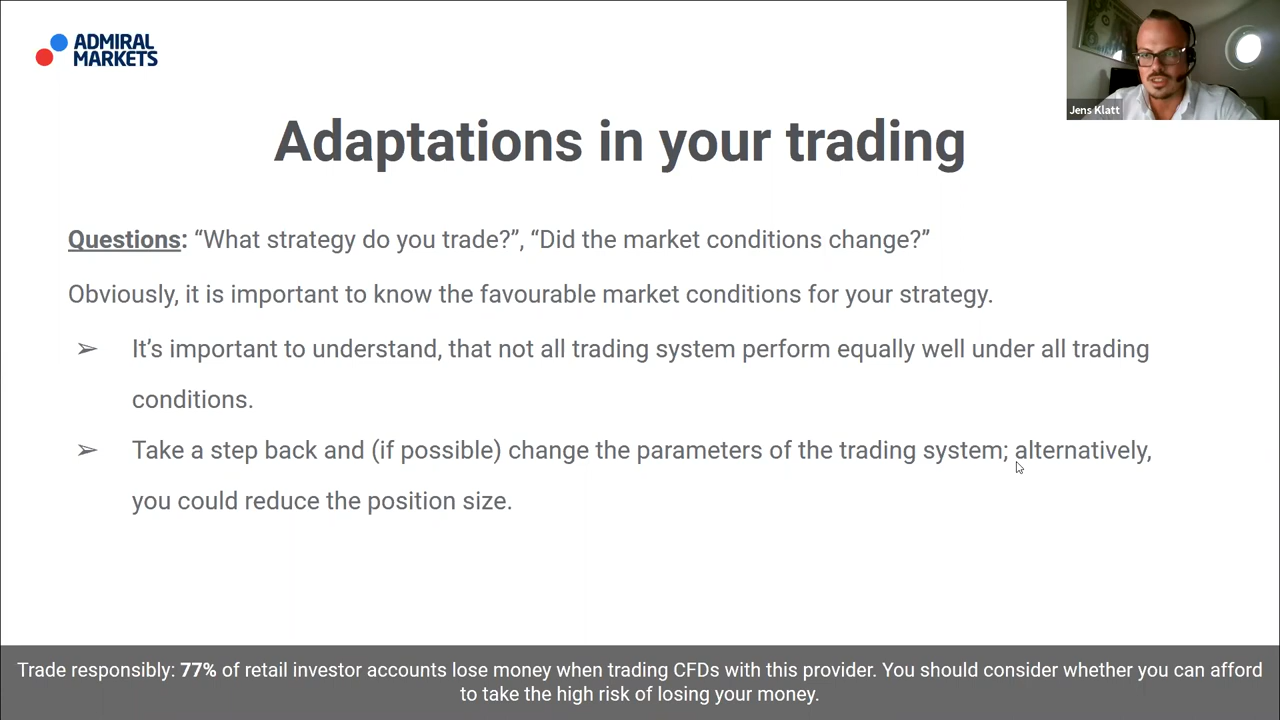 ADMIRAL
MARKETS
Jens Klatt
Adaptations in your trading
Questions: “What strategy do you trade?”, “Did the market conditions change?”
Obviously, it is important to know the favourable market conditions for your strategy.
➢ It’s important to understand, that not all trading system perform equally well under all trading
conditions.
➢ Take a step back and (if possible) change the parameters of the trading system; alternatively,
you could reduce the position size.
Trade responsibly: 77% of retail investor accounts lose money when trading CFDs with this provider. You should consider whether you can afford
to take the high risk of losing your money.